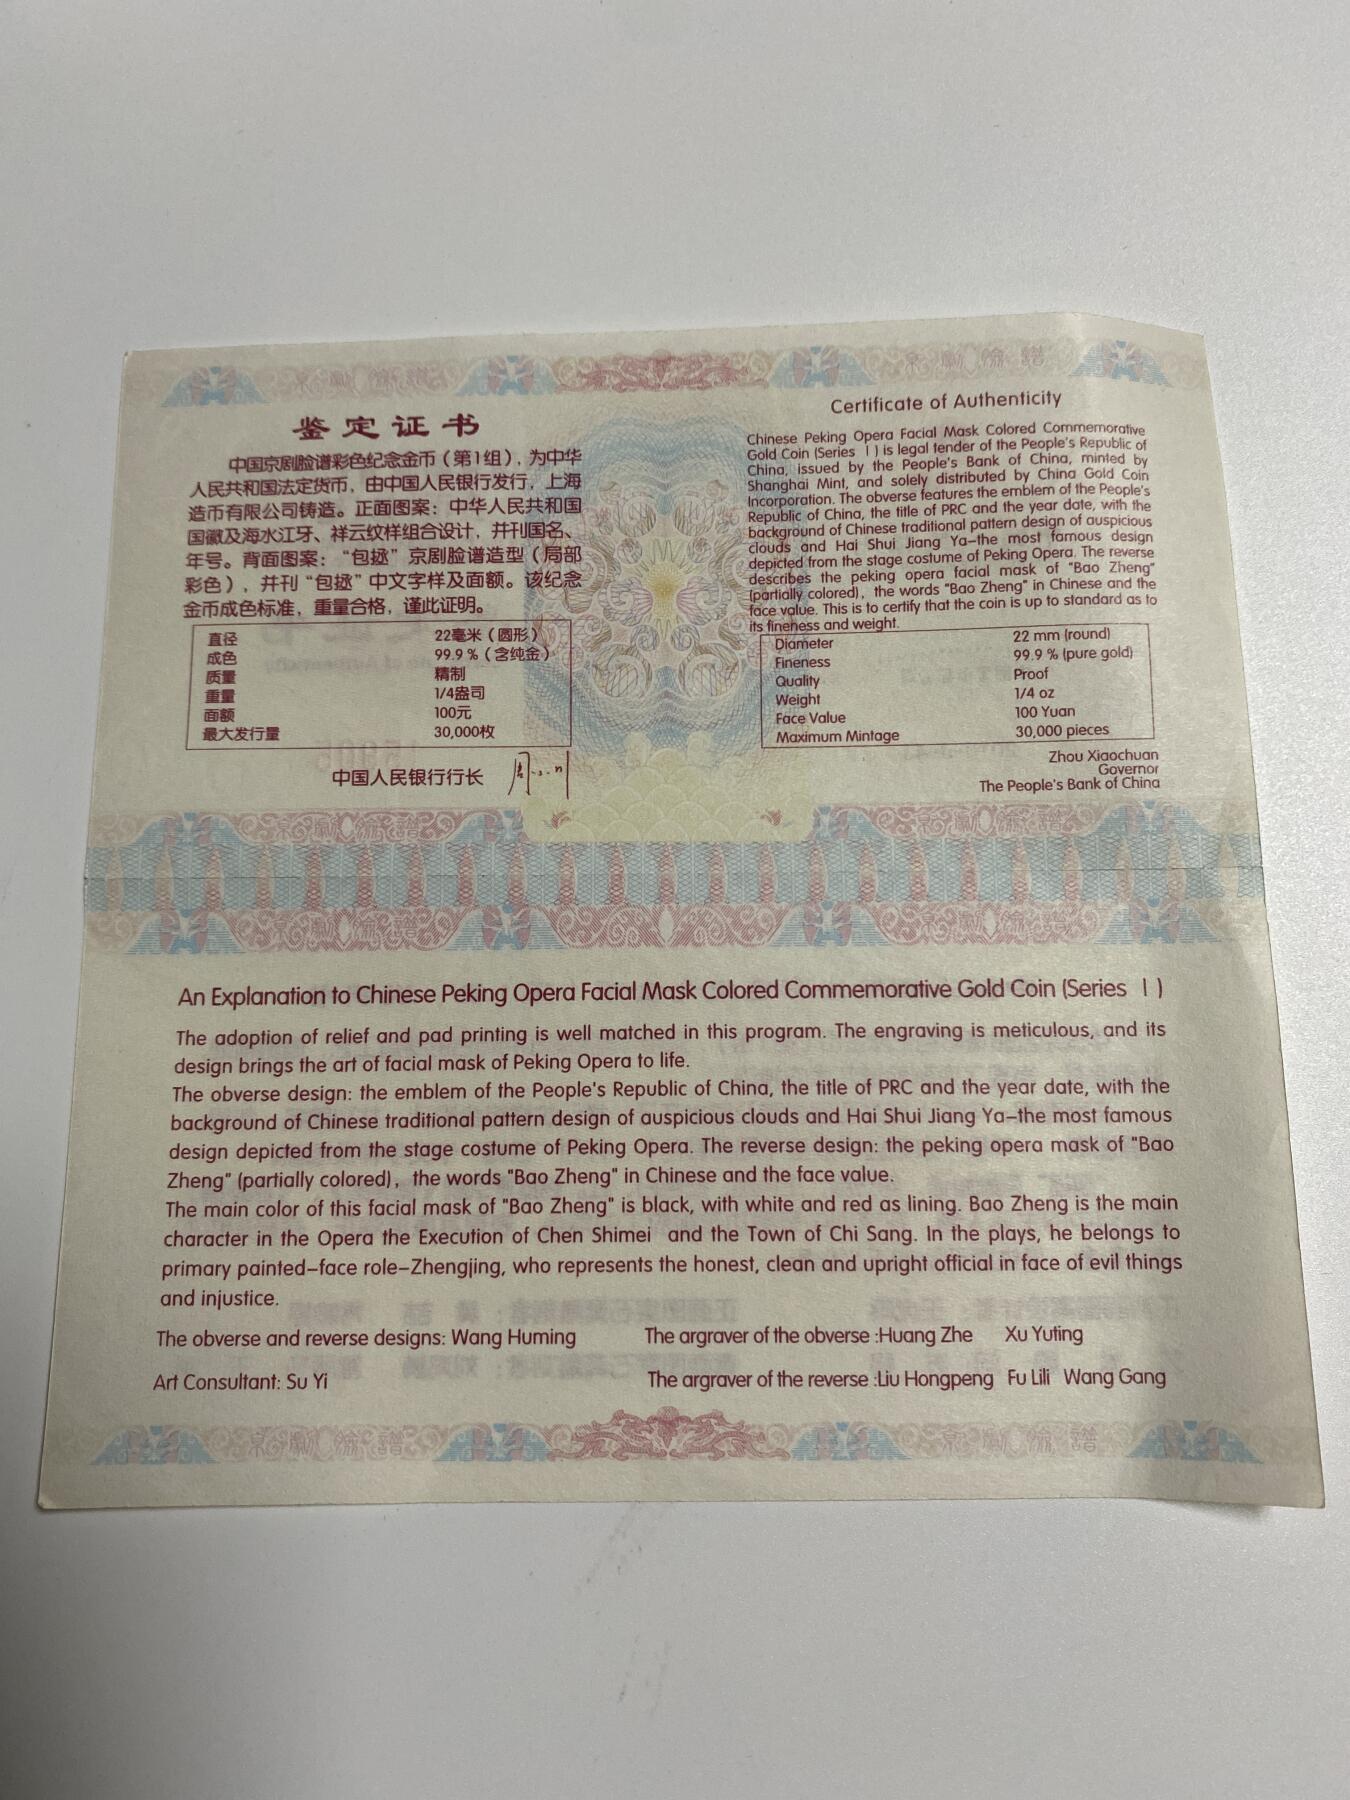 鉴定证书
中国京剧脸谱彩色纪念金币（第1组），为中华
人民共和国法定货币，由中国人民银行发行，上海
造币有限公司铸造。正面图案：中华人民共和国
国徽及海水江牙、祥云纹样组合设计，并刊国名、
年号。背面图案：“包拯”京剧脸谱造型（局部
彩色），并刊“包拯”中文字样及面额。该纪念
金币成色标准，重量合格，谨此证明。
直径 22毫米（圆形）
成色 99.9％（含纯金）
质量 精制
重量 1/4盎司
面额 100元
最大发行量 30,000枚
中国人民银行行长
Certificate of Authenticity
Chinese Peking Opera Facial Mask Colored Commemorative
Gold Coin (Series Ⅰ) is legal tender of the People's Republic of
China, issued by the People's Bank of China, minted by
Shanghai Mint, and solely distributed by China Gold Coin
Incorporation. The obverse features the emblem of the People's
Republic of China, the title of PRC and the year date, with the
background of Chinese traditional pattern design of auspicious
clouds and Hai Shui Jiang Ya–the most famous design
depicted from the stage costume of Peking Opera. The reverse
describes the peking opera facial mask of "Bao Zheng"
(partially colored), the words "Bao Zheng" in Chinese and the
face value. This is to certify that the coin is up to standard as to
its fineness and weight.
Diameter 22 mm (round)
Fineness 99.9 % (pure gold)
Quality Proof
Weight 1/4 oz
Face Value 100 Yuan
Maximum Mintage 30,000 pieces
Zhou Xiaochuan
Governor
The People's Bank of China
An Explanation to Chinese Peking Opera Facial Mask Colored Commemorative Gold Coin (Series Ⅰ)
The adoption of relief and pad printing is well matched in this program. The engraving is meticulous, and its
design brings the art of facial mask of Peking Opera to life.
The obverse design: the emblem of the People's Republic of China, the title of PRC and the year date, with the
background of Chinese traditional pattern design of auspicious clouds and Hai Shui Jiang Ya–the most famous
design depicted from the stage costume of Peking Opera. The reverse design: the peking opera mask of "Bao
Zheng" (partially colored), the words "Bao Zheng" in Chinese and the face value.
The main color of this facial mask of "Bao Zheng" is black, with white and red as lining. Bao Zheng is the main
character in the Opera the Execution of Chen Shimei and the Town of Chi Sang. In the plays, he belongs to
primary painted–face role–Zhengjing, who represents the honest, clean and upright official in face of evil things
and injustice.
The obverse and reverse designs: Wang Huming The argraver of the obverse :Huang Zhe Xu Yuting
Art Consultant: Su Yi The argraver of the reverse :Liu Hongpeng Fu Lili Wang Gang